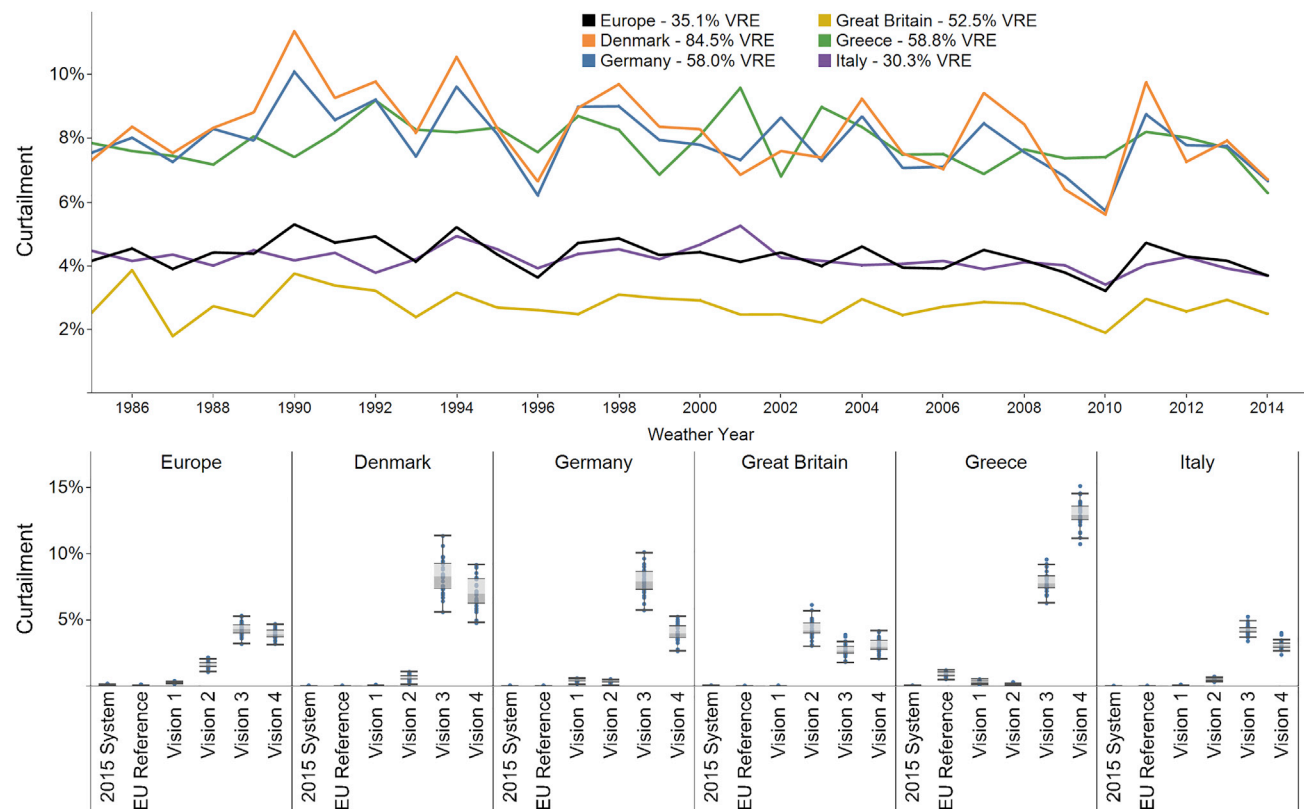 Europe - 35.1% VRE
Great Britain - 52.5% VRE
Denmark - 84.5% VRE
Greece - 58.8% VRE
Germany - 58.0% VRE
Italy - 30.3% VRE
Curtailment
10%
8%
6%
4%
2%
1986 1988 1990 1992 1994 1996 1998 2000 2002 2004 2006 2008 2010 2012 2014
Weather Year
Europe Denmark Germany Great Britain Greece Italy
Curtailment
15%
10%
5%
2015 System
EU Reference
Vision 1
Vision 2
Vision 3
Vision 4
2015 System
EU Reference
Vision 1
Vision 2
Vision 3
Vision 4
2015 System
EU Reference
Vision 1
Vision 2
Vision 3
Vision 4
2015 System
EU Reference
Vision 1
Vision 2
Vision 3
Vision 4
2015 System
EU Reference
Vision 1
Vision 2
Vision 3
Vision 4
2015 System
EU Reference
Vision 1
Vision 2
Vision 3
Vision 4